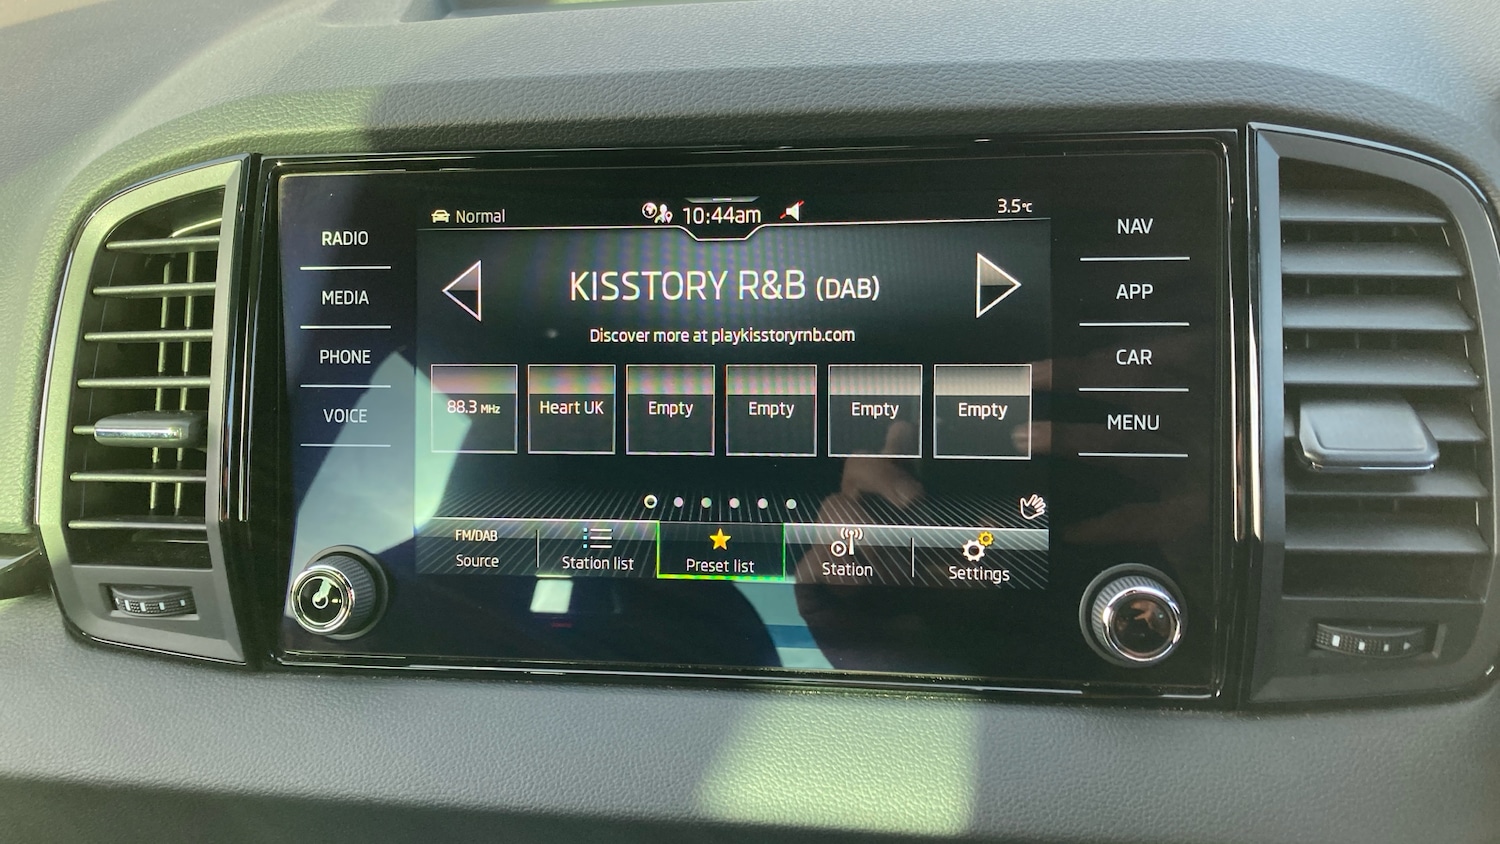 Normal
10:44am
3.5°C
RADIO
MEDIA
PHONE
VOICE
KISSTORY R&B (DAB)
Discover more at playkisstoryrnb.com
88.3 MHz
Heart UK
Empty
Empty
Empty
Empty
FM/DAB
Source
Station list
Preset list
Station
Settings
NAV
APP
CAR
MENU